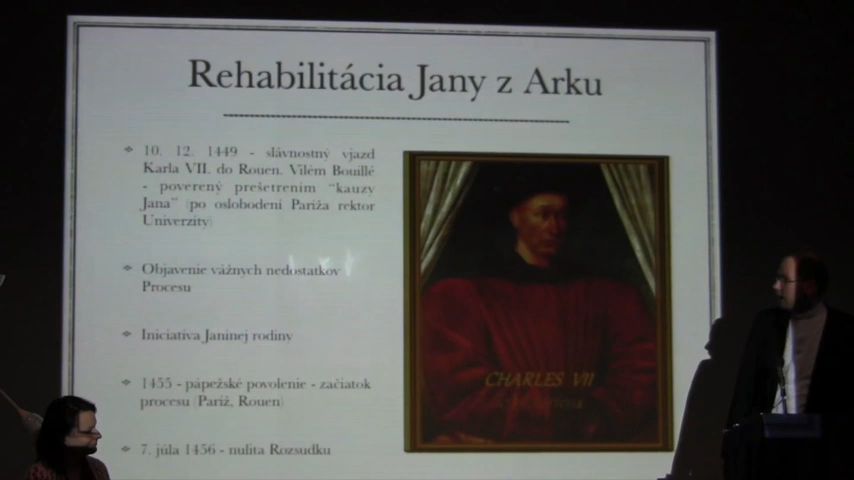 Rehabilitácia Jany z Arku
10. 12. 1449 - slávnostný vjazd
Karla VII. do Rouen. Vilém Bouillé
- poverený prešetrením “kauzy
Jana” (po oslobodení Pariža rektor
Univerzity)
Objavenie vážnych nedostatkov
Procesu
Iniciatíva Janinej rodiny
1455 - pápežské povolenie - začiatok
procesu (Pariž, Rouen)
7. júla 1456 - nulita Rozsudku
CHARLES VII